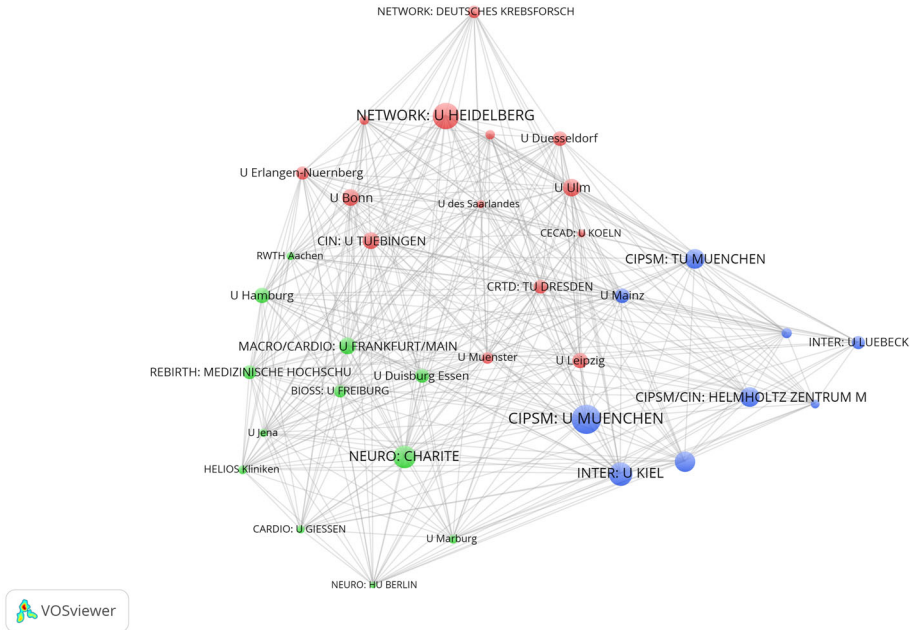 NETWORK: DEUTSCHES KREBSFORSCH
NETWORK: U HEIDELBERG
U Duesseldorf
U Erlangen-Nuernberg
U Ulm
U Bonn
U des Saarlandes
CECAD: U KOELN
CIN: U TUEBINGEN
RWTH Aachen
CIPSM: TU MUENCHEN
CRTD: TU DRESDEN
U Hamburg
U Mainz
INTER: U LUEBECK
MACRO/CARDIO: U FRANKFURT/MAIN
U Muenster
U Leipzig
REBIRTH: MEDIZINISCHE HOCHSCHU
U Duisburg Essen
BIOSS: U FREIBURG
CIPSM/CIN: HELMHOLTZ ZENTRUM M
CIPSM: U MUENCHEN
U Jena
NEURO: CHARITE
HELIOS Kliniken
INTER: U KIEL
CARDIO: U GIESSEN
U Marburg
NEURO: HU BERLIN
VOSviewer